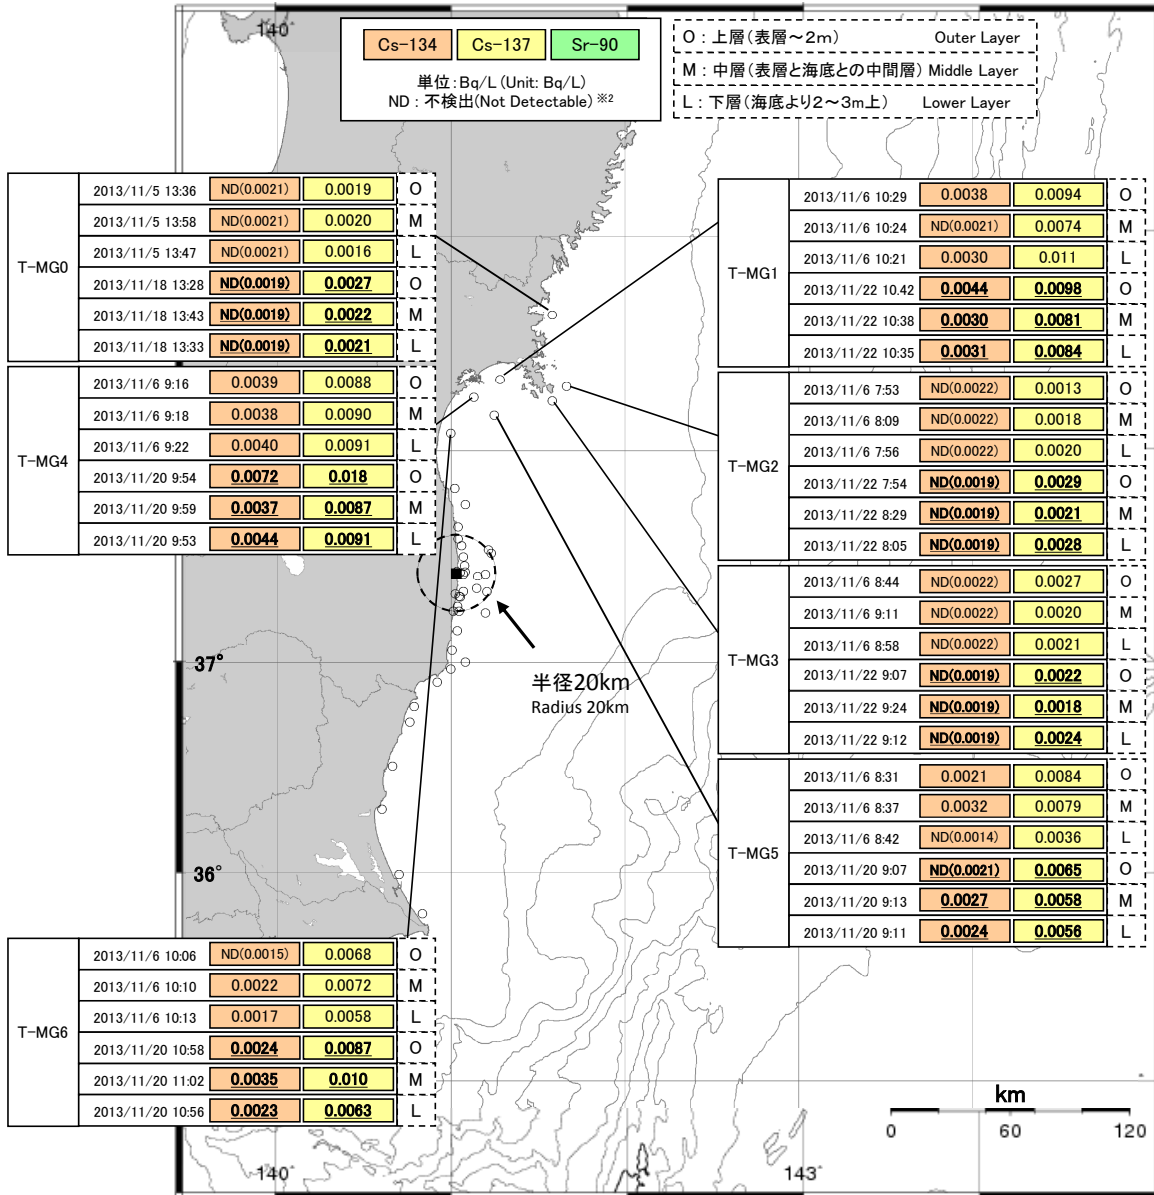 140°
Cs-134 Cs-137 Sr-90
単位:Bq/L (Unit: Bq/L)
ND : 不検出(Not Detectable) ※2
O : 上層(表層～2m) Outer Layer
M : 中層(表層と海底との中間層) Middle Layer
L : 下層(海底より2～3m上) Lower Layer
T-MG0
2013/11/5 13:36 ND(0.0021) 0.0019 O
2013/11/5 13:58 ND(0.0021) 0.0020 M
2013/11/5 13:47 ND(0.0021) 0.0016 L
2013/11/18 13:28 ND(0.0019) 0.0027 O
2013/11/18 13:43 ND(0.0019) 0.0022 M
2013/11/18 13:33 ND(0.0019) 0.0021 L
T-MG4
2013/11/6 9:16 0.0039 0.0088 O
2013/11/6 9:18 0.0038 0.0090 M
2013/11/6 9:22 0.0040 0.0091 L
2013/11/20 9:54 0.0072 0.018 O
2013/11/20 9:59 0.0037 0.0087 M
2013/11/20 9:53 0.0044 0.0091 L
T-MG1
2013/11/6 10:29 0.0038 0.0094 O
2013/11/6 10:24 ND(0.0021) 0.0074 M
2013/11/6 10:21 0.0030 0.011 L
2013/11/22 10.42 0.0044 0.0098 O
2013/11/22 10:38 0.0030 0.0081 M
2013/11/22 10:35 0.0031 0.0084 L
T-MG2
2013/11/6 7:53 ND(0.0022) 0.0013 O
2013/11/6 8:09 ND(0.0022) 0.0018 M
2013/11/6 7:56 ND(0.0022) 0.0020 L
2013/11/22 7:54 ND(0.0019) 0.0029 O
2013/11/22 8:29 ND(0.0019) 0.0021 M
2013/11/22 8:05 ND(0.0019) 0.0028 L
T-MG3
2013/11/6 8:44 ND(0.0022) 0.0027 O
2013/11/6 9:11 ND(0.0022) 0.0020 M
2013/11/6 8:58 ND(0.0022) 0.0021 L
2013/11/22 9:07 ND(0.0019) 0.0022 O
2013/11/22 9:24 ND(0.0019) 0.0018 M
2013/11/22 9:12 ND(0.0019) 0.0024 L
T-MG5
2013/11/6 8:31 0.0021 0.0084 O
2013/11/6 8:37 0.0032 0.0079 M
2013/11/6 8:42 ND(0.0014) 0.0036 L
2013/11/20 9:07 ND(0.0021) 0.0065 O
2013/11/20 9:13 0.0027 0.0058 M
2013/11/20 9:11 0.0024 0.0056 L
37°
半径20km
Radius 20km
36°
T-MG6
2013/11/6 10:06 ND(0.0015) 0.0068 O
2013/11/6 10:10 0.0022 0.0072 M
2013/11/6 10:13 0.0017 0.0058 L
2013/11/20 10:58 0.0024 0.0087 O
2013/11/20 11:02 0.0035 0.010 M
2013/11/20 10:56 0.0023 0.0063 L
km
0 60 120
140° 143°